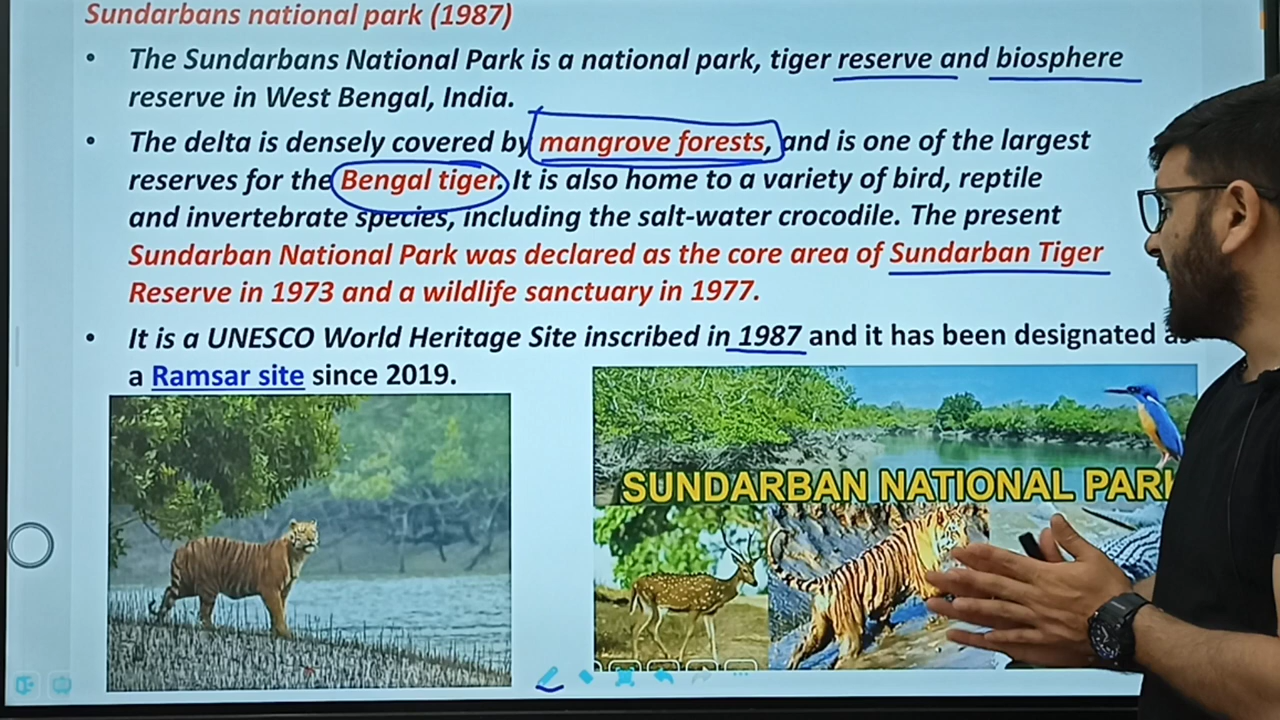 Sundarbans national park (1987)
• The Sundarbans National Park is a national park, tiger reserve and biosphere
reserve in West Bengal, India.
• The delta is densely covered by mangrove forests, and is one of the largest
reserves for the Bengal tiger. It is also home to a variety of bird, reptile
and invertebrate species, including the salt-water crocodile. The present
Sundarban National Park was declared as the core area of Sundarban Tiger
Reserve in 1973 and a wildlife sanctuary in 1977.
• It is a UNESCO World Heritage Site inscribed in 1987 and it has been designated as
a Ramsar site since 2019.
SUNDARBAN NATIONAL PARK